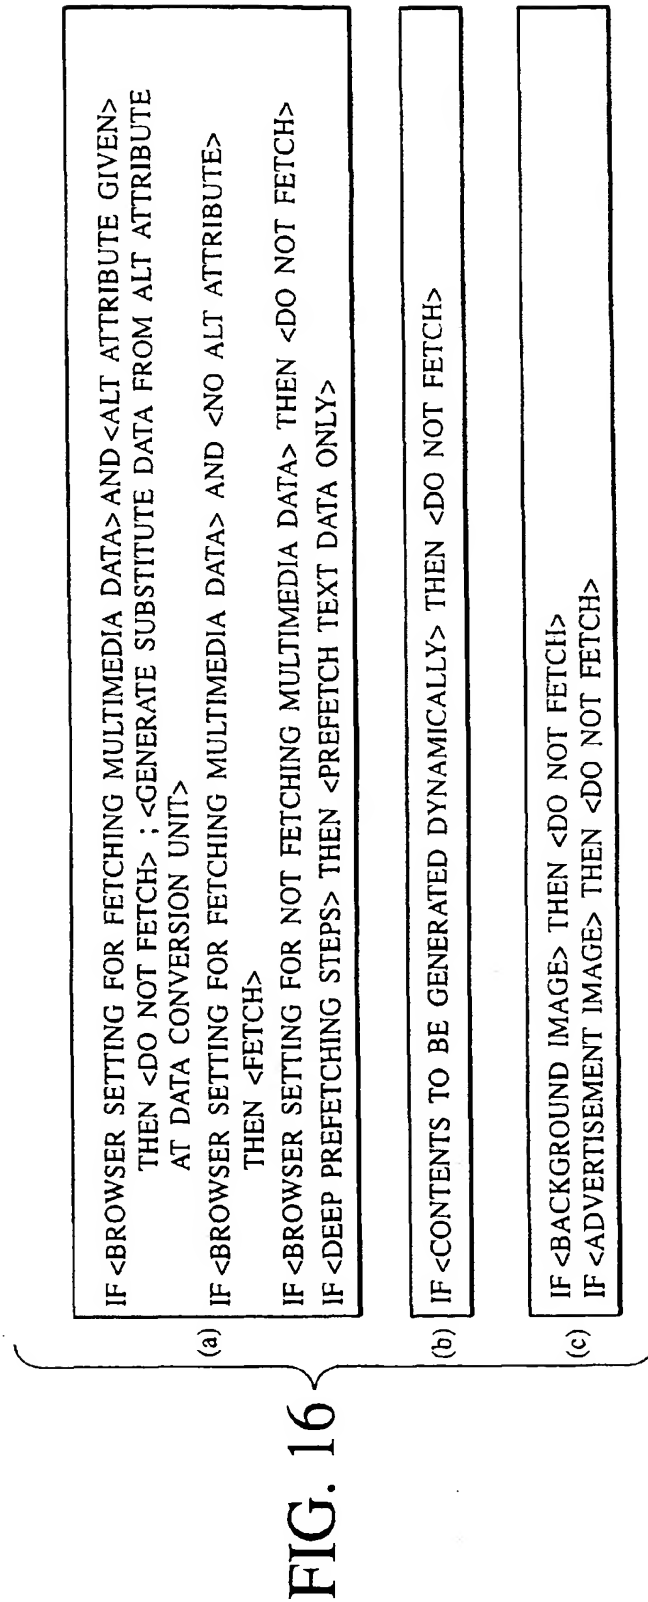 FIG. 16
(a)
IF <BROWSER SETTING FOR FETCHING MULTIMEDIA DATA> AND <ALT ATTRIBUTE GIVEN>
THEN <DO NOT FETCH> ; <GENERATE SUBSTITUTE DATA FROM ALT ATTRIBUTE
AT DATA CONVERSION UNIT>
IF <BROWSER SETTING FOR FETCHING MULTIMEDIA DATA> AND <NO ALT ATTRIBUTE>
THEN <FETCH>
IF <BROWSER SETTING FOR NOT FETCHING MULTIMEDIA DATA> THEN <DO NOT FETCH>
IF <DEEP PREFETCHING STEPS> THEN <PREFETCH TEXT DATA ONLY>
(b) IF <CONTENTS TO BE GENERATED DYNAMICALLY> THEN <DO NOT FETCH>
(c)
IF <BACKGROUND IMAGE> THEN <DO NOT FETCH>
IF <ADVERTISEMENT IMAGE> THEN <DO NOT FETCH>